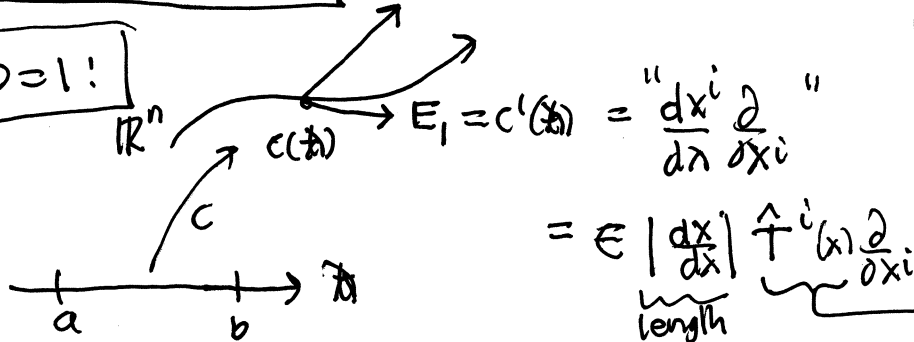 =1!
ℝⁿ
c(λ)
E₁ = c'(λ) = "dxⁱ/dλ ∂/∂xⁱ"
C
= ε |dx/dλ| T̂ⁱ(x) ∂/∂xⁱ
length
a b λ